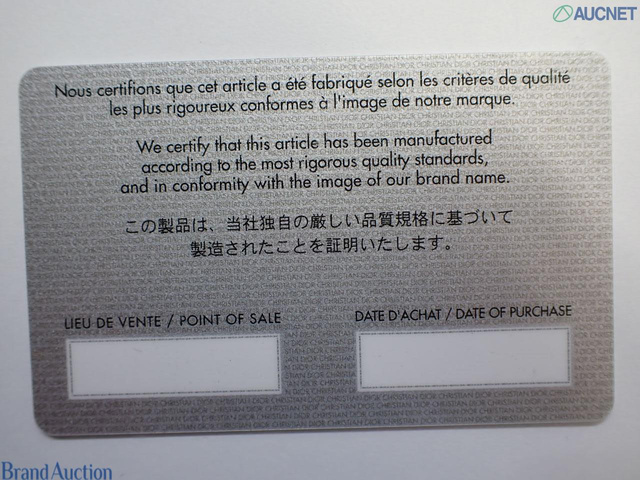 AUCNET
Nous certifions que cet article a été fabriqué selon les critères de qualité
les plus rigoureux conformes à l'image de notre marque.
We certify that this article has been manufactured
according to the most rigorous quality standards,
and in conformity with the image of our brand name.
この製品は、当社独自の厳しい品質規格に基づいて
製造されたことを証明いたします。
LIEU DE VENTE / POINT OF SALE
DATE D'ACHAT / DATE OF PURCHASE
Brand Auction